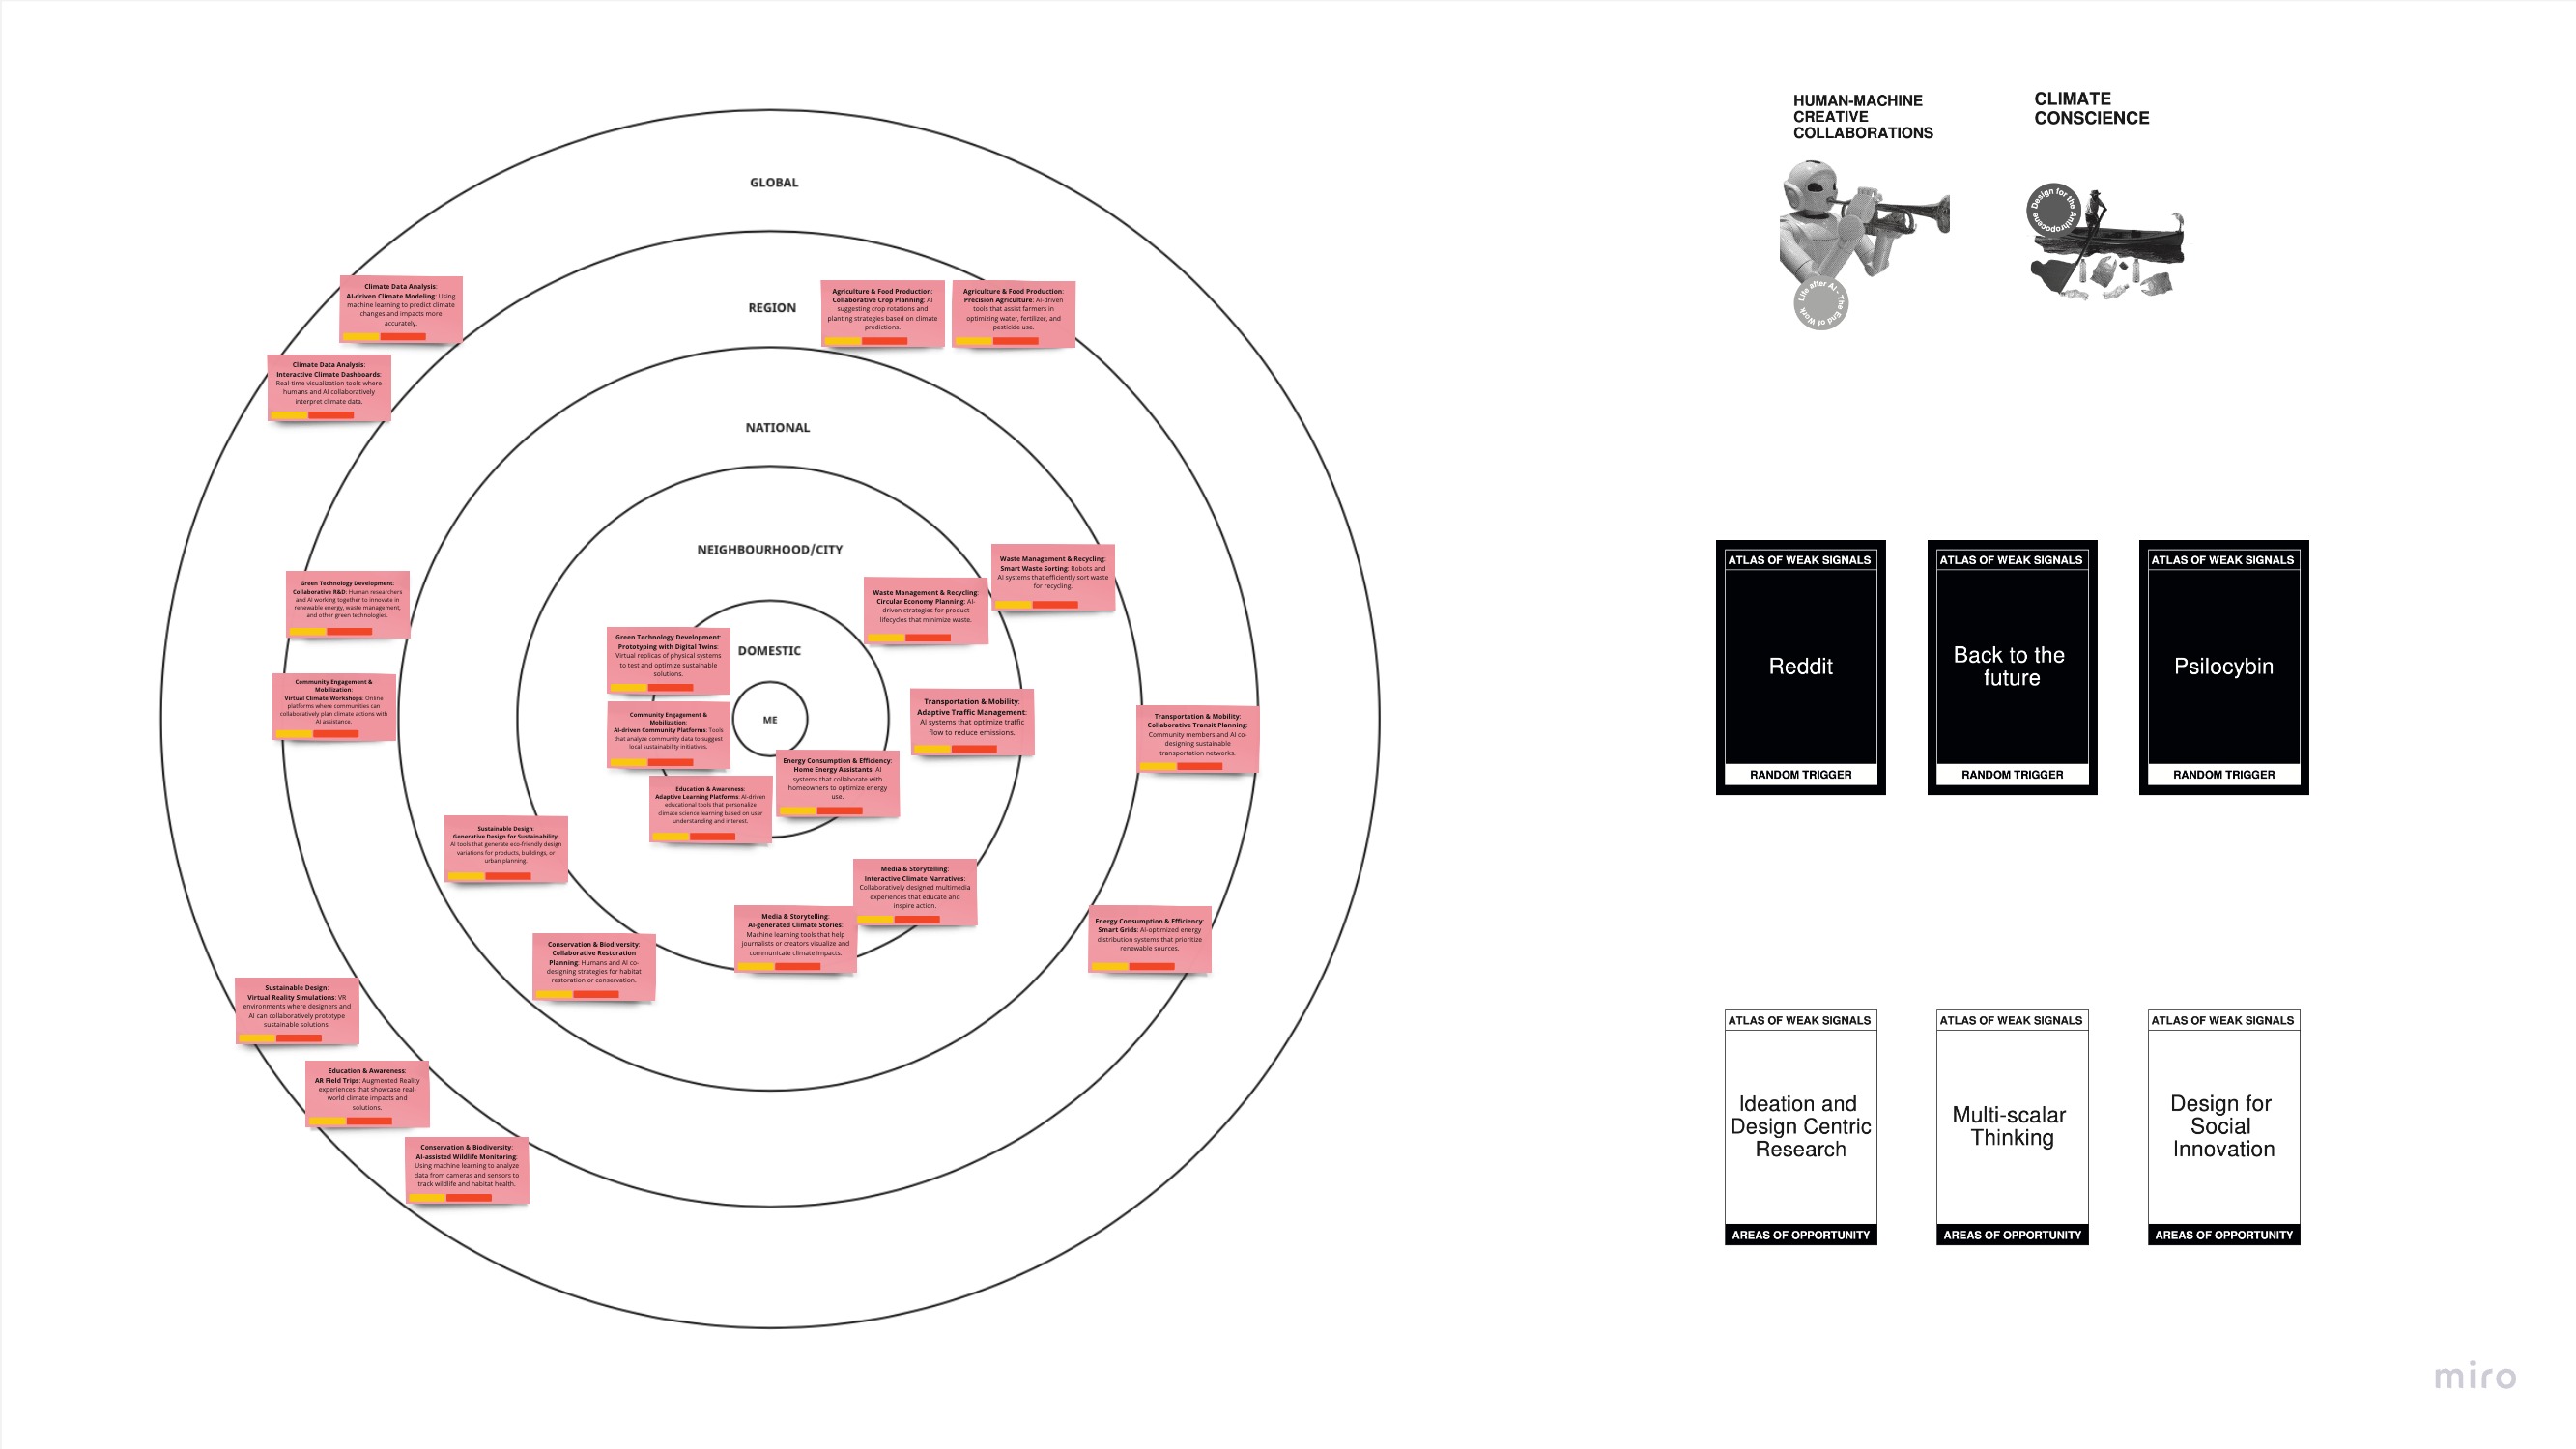 GLOBAL
REGION
NATIONAL
NEIGHBOURHOOD/CITY
DOMESTIC
ME
Climate Data Analysis:
AI-driven Climate Modeling: Using
machine learning to predict climate
changes and impacts more
accurately.
Climate Data Analysis:
Interactive Climate Dashboards:
Real-time visualization tools where
humans and AI collaboratively
interpret climate data.
Agriculture & Food Production:
Collaborative Crop Planning: AI
suggesting crop rotations and
planting strategies based on climate
predictions.
Agriculture & Food Production:
Precision Agriculture: AI-driven
tools that assist farmers in
optimizing water, fertilizer, and
pesticide use.
Green Technology Development:
Collaborative R&D: Human researchers
and AI working together to innovate in
renewable energy, waste management,
and other green technologies.
Community Engagement &
Mobilization:
Virtual Climate Workshops: Online
platforms where communities can
collaboratively plan climate actions with
AI assistance.
Waste Management & Recycling:
Smart Waste Sorting: Robots and
AI systems that efficiently sort waste
for recycling.
Waste Management & Recycling:
Circular Economy Planning: AI-
driven strategies for product
lifecycles that minimize waste.
Green Technology Development:
Prototyping with Digital Twins:
Virtual replicas of physical systems
to test and optimize sustainable
solutions.
Community Engagement &
Mobilization:
AI-driven Community Platforms: Tools
that analyze community data to suggest
local sustainability initiatives.
Education & Awareness:
Adaptive Learning Platforms: AI-driven
educational tools that personalize
climate science learning based on user
understanding and interest.
Energy Consumption & Efficiency:
Home Energy Assistants: AI
systems that collaborate with
homeowners to optimize energy
use.
Transportation & Mobility:
Adaptive Traffic Management:
AI systems that optimize traffic
flow to reduce emissions.
Transportation & Mobility:
Collaborative Transit Planning:
Community members and AI co-
designing sustainable
transportation networks.
Sustainable Design:
Generative Design for Sustainability:
AI tools that generate eco-friendly design
variations for products, buildings, or
urban planning.
Media & Storytelling:
Interactive Climate Narratives:
Collaboratively designed multimedia
experiences that educate and
inspire action.
Media & Storytelling:
AI-generated Climate Stories:
Machine learning tools that help
journalists or creators visualize and
communicate climate impacts.
Energy Consumption & Efficiency:
Smart Grids: AI-optimized energy
distribution systems that prioritize
renewable sources.
Conservation & Biodiversity:
Collaborative Restoration
Planning: Humans and AI co-
designing strategies for habitat
restoration or conservation.
Sustainable Design:
Virtual Reality Simulations: VR
environments where designers and
AI can collaboratively prototype
sustainable solutions.
Education & Awareness:
AR Field Trips: Augmented Reality
experiences that showcase real-
world climate impacts and
solutions.
Conservation & Biodiversity:
AI-assisted Wildlife Monitoring:
Using machine learning to analyze
data from cameras and sensors to
track wildlife and habitat health.
HUMAN-MACHINE
CREATIVE
COLLABORATIONS
Life after AI - The End of Work
CLIMATE
CONSCIENCE
Design for the Anthropocene
ATLAS OF WEAK SIGNALS
Reddit
RANDOM TRIGGER
ATLAS OF WEAK SIGNALS
Back to the
future
RANDOM TRIGGER
ATLAS OF WEAK SIGNALS
Psilocybin
RANDOM TRIGGER
ATLAS OF WEAK SIGNALS
Ideation and
Design Centric
Research
AREAS OF OPPORTUNITY
ATLAS OF WEAK SIGNALS
Multi-scalar
Thinking
AREAS OF OPPORTUNITY
ATLAS OF WEAK SIGNALS
Design for
Social
Innovation
AREAS OF OPPORTUNITY
miro